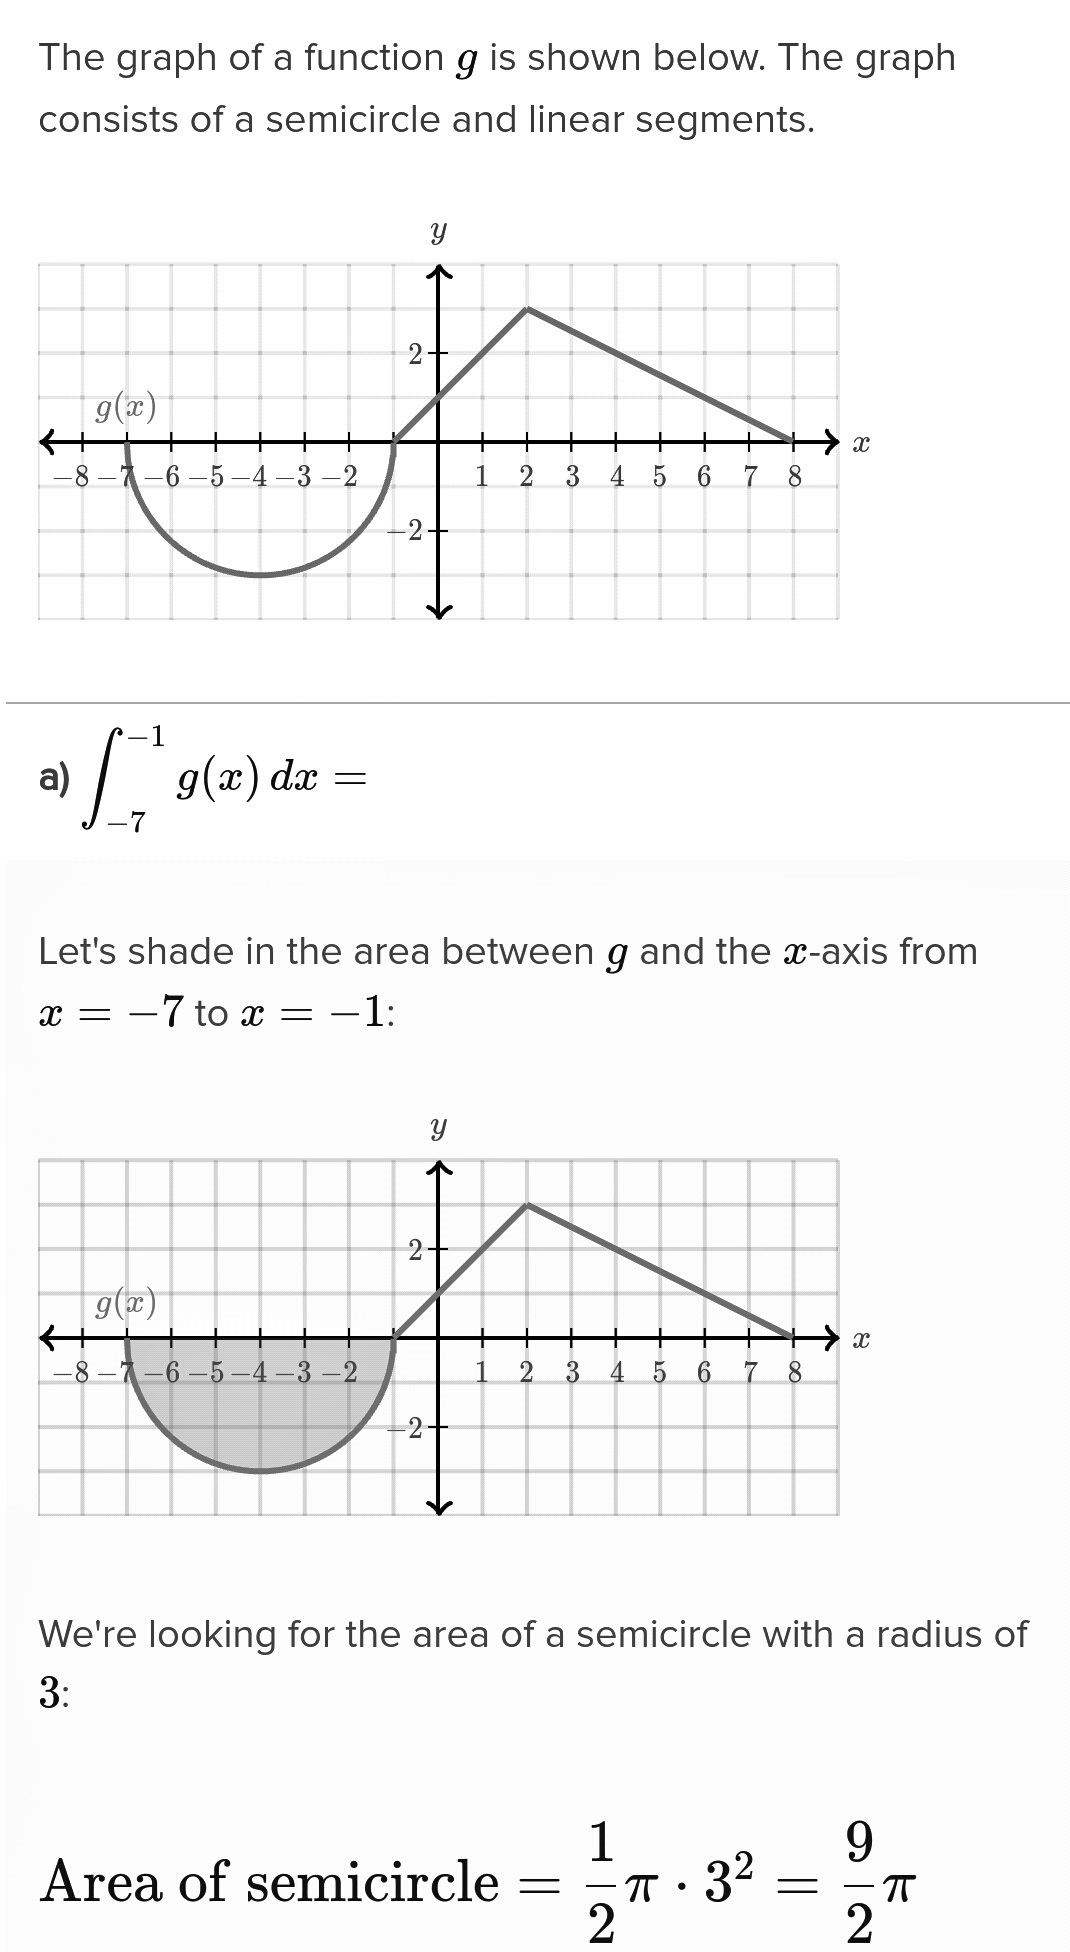 The graph of a function g is shown below. The graph
consists of a semicircle and linear segments.
y
2
g(x)
x
−8 −7 −6 −5 −4 −3 −2 1 2 3 4 5 6 7 8
−2
a) ∫_{−7}^{−1} g(x) dx =
Let's shade in the area between g and the x-axis from
x = −7 to x = −1:
y
2
g(x)
x
−8 −7 −6 −5 −4 −3 −2 1 2 3 4 5 6 7 8
−2
We're looking for the area of a semicircle with a radius of
3:
Area of semicircle = \frac{1}{2}π · 3² = \frac{9}{2}π